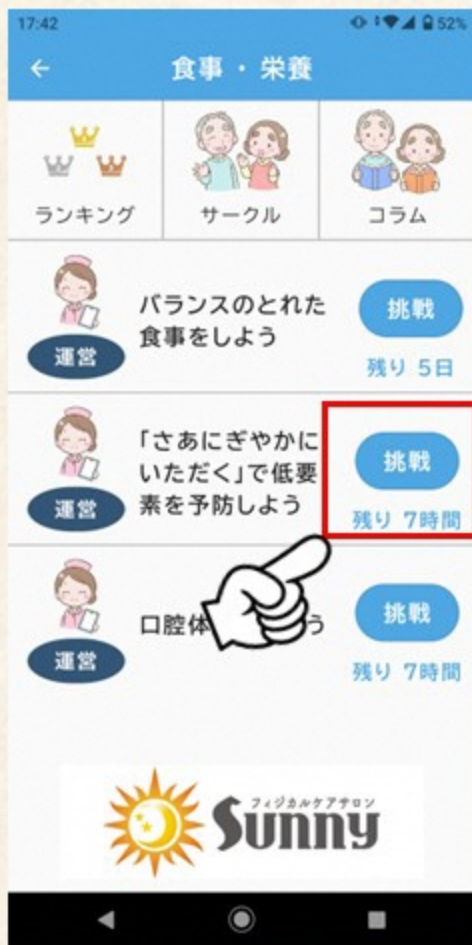 17:42
52%
食事・栄養
ランキング
サークル
コラム
バランスのとれた
食事をしよう
運営
挑戦
残り 5日
「さあにぎやかに
いただく」で低要
素を予防しよう
運営
挑戦
残り 7時間
口腔体
う
運営
挑戦
残り 7時間
フィジカルケアサロン
Sunny